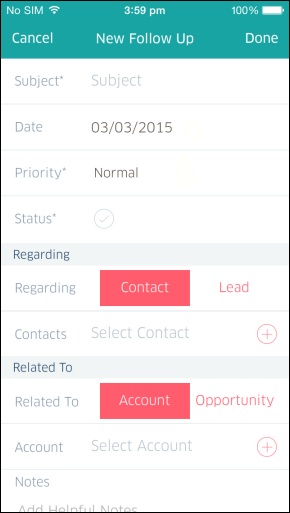 No SIM 3:59 pm 100%
Cancel New Follow Up Done
Subject* Subject
Date 03/03/2015
Priority* Normal
Status*
Regarding
Regarding Contact Lead
Contacts Select Contact
Related To
Related To Account Opportunity
Account Select Account
Notes
Add Helpful Notes